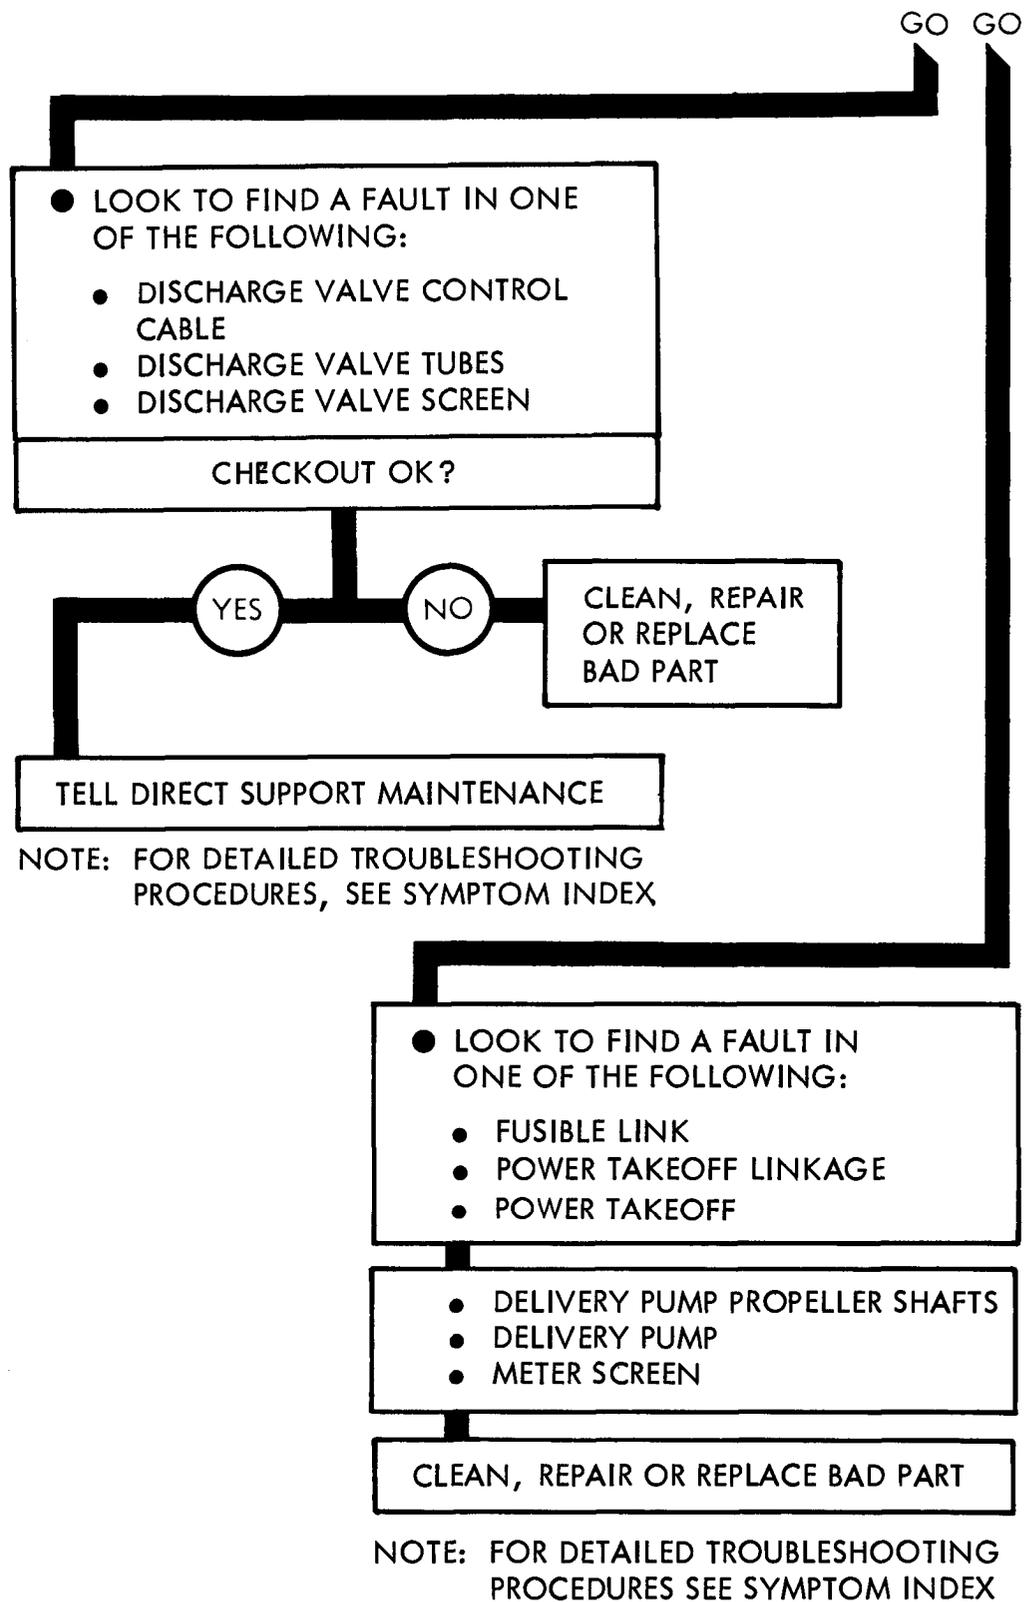 GO GO
● LOOK TO FIND A FAULT IN ONE
OF THE FOLLOWING:
● DISCHARGE VALVE CONTROL
CABLE
● DISCHARGE VALVE TUBES
● DISCHARGE VALVE SCREEN
CHECKOUT OK?
YES
NO
CLEAN, REPAIR
OR REPLACE
BAD PART
TELL DIRECT SUPPORT MAINTENANCE
NOTE: FOR DETAILED TROUBLESHOOTING
PROCEDURES, SEE SYMPTOM INDEX
● LOOK TO FIND A FAULT IN
ONE OF THE FOLLOWING:
● FUSIBLE LINK
● POWER TAKEOFF LINKAGE
● POWER TAKEOFF
● DELIVERY PUMP PROPELLER SHAFTS
● DELIVERY PUMP
● METER SCREEN
CLEAN, REPAIR OR REPLACE BAD PART
NOTE: FOR DETAILED TROUBLESHOOTING
PROCEDURES SEE SYMPTOM INDEX